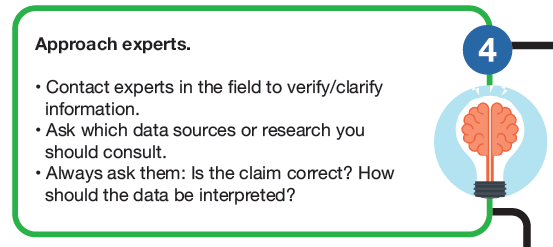 Approach experts.
4
• Contact experts in the field to verify/clarify
information.
• Ask which data sources or research you
should consult.
• Always ask them: Is the claim correct? How
should the data be interpreted?